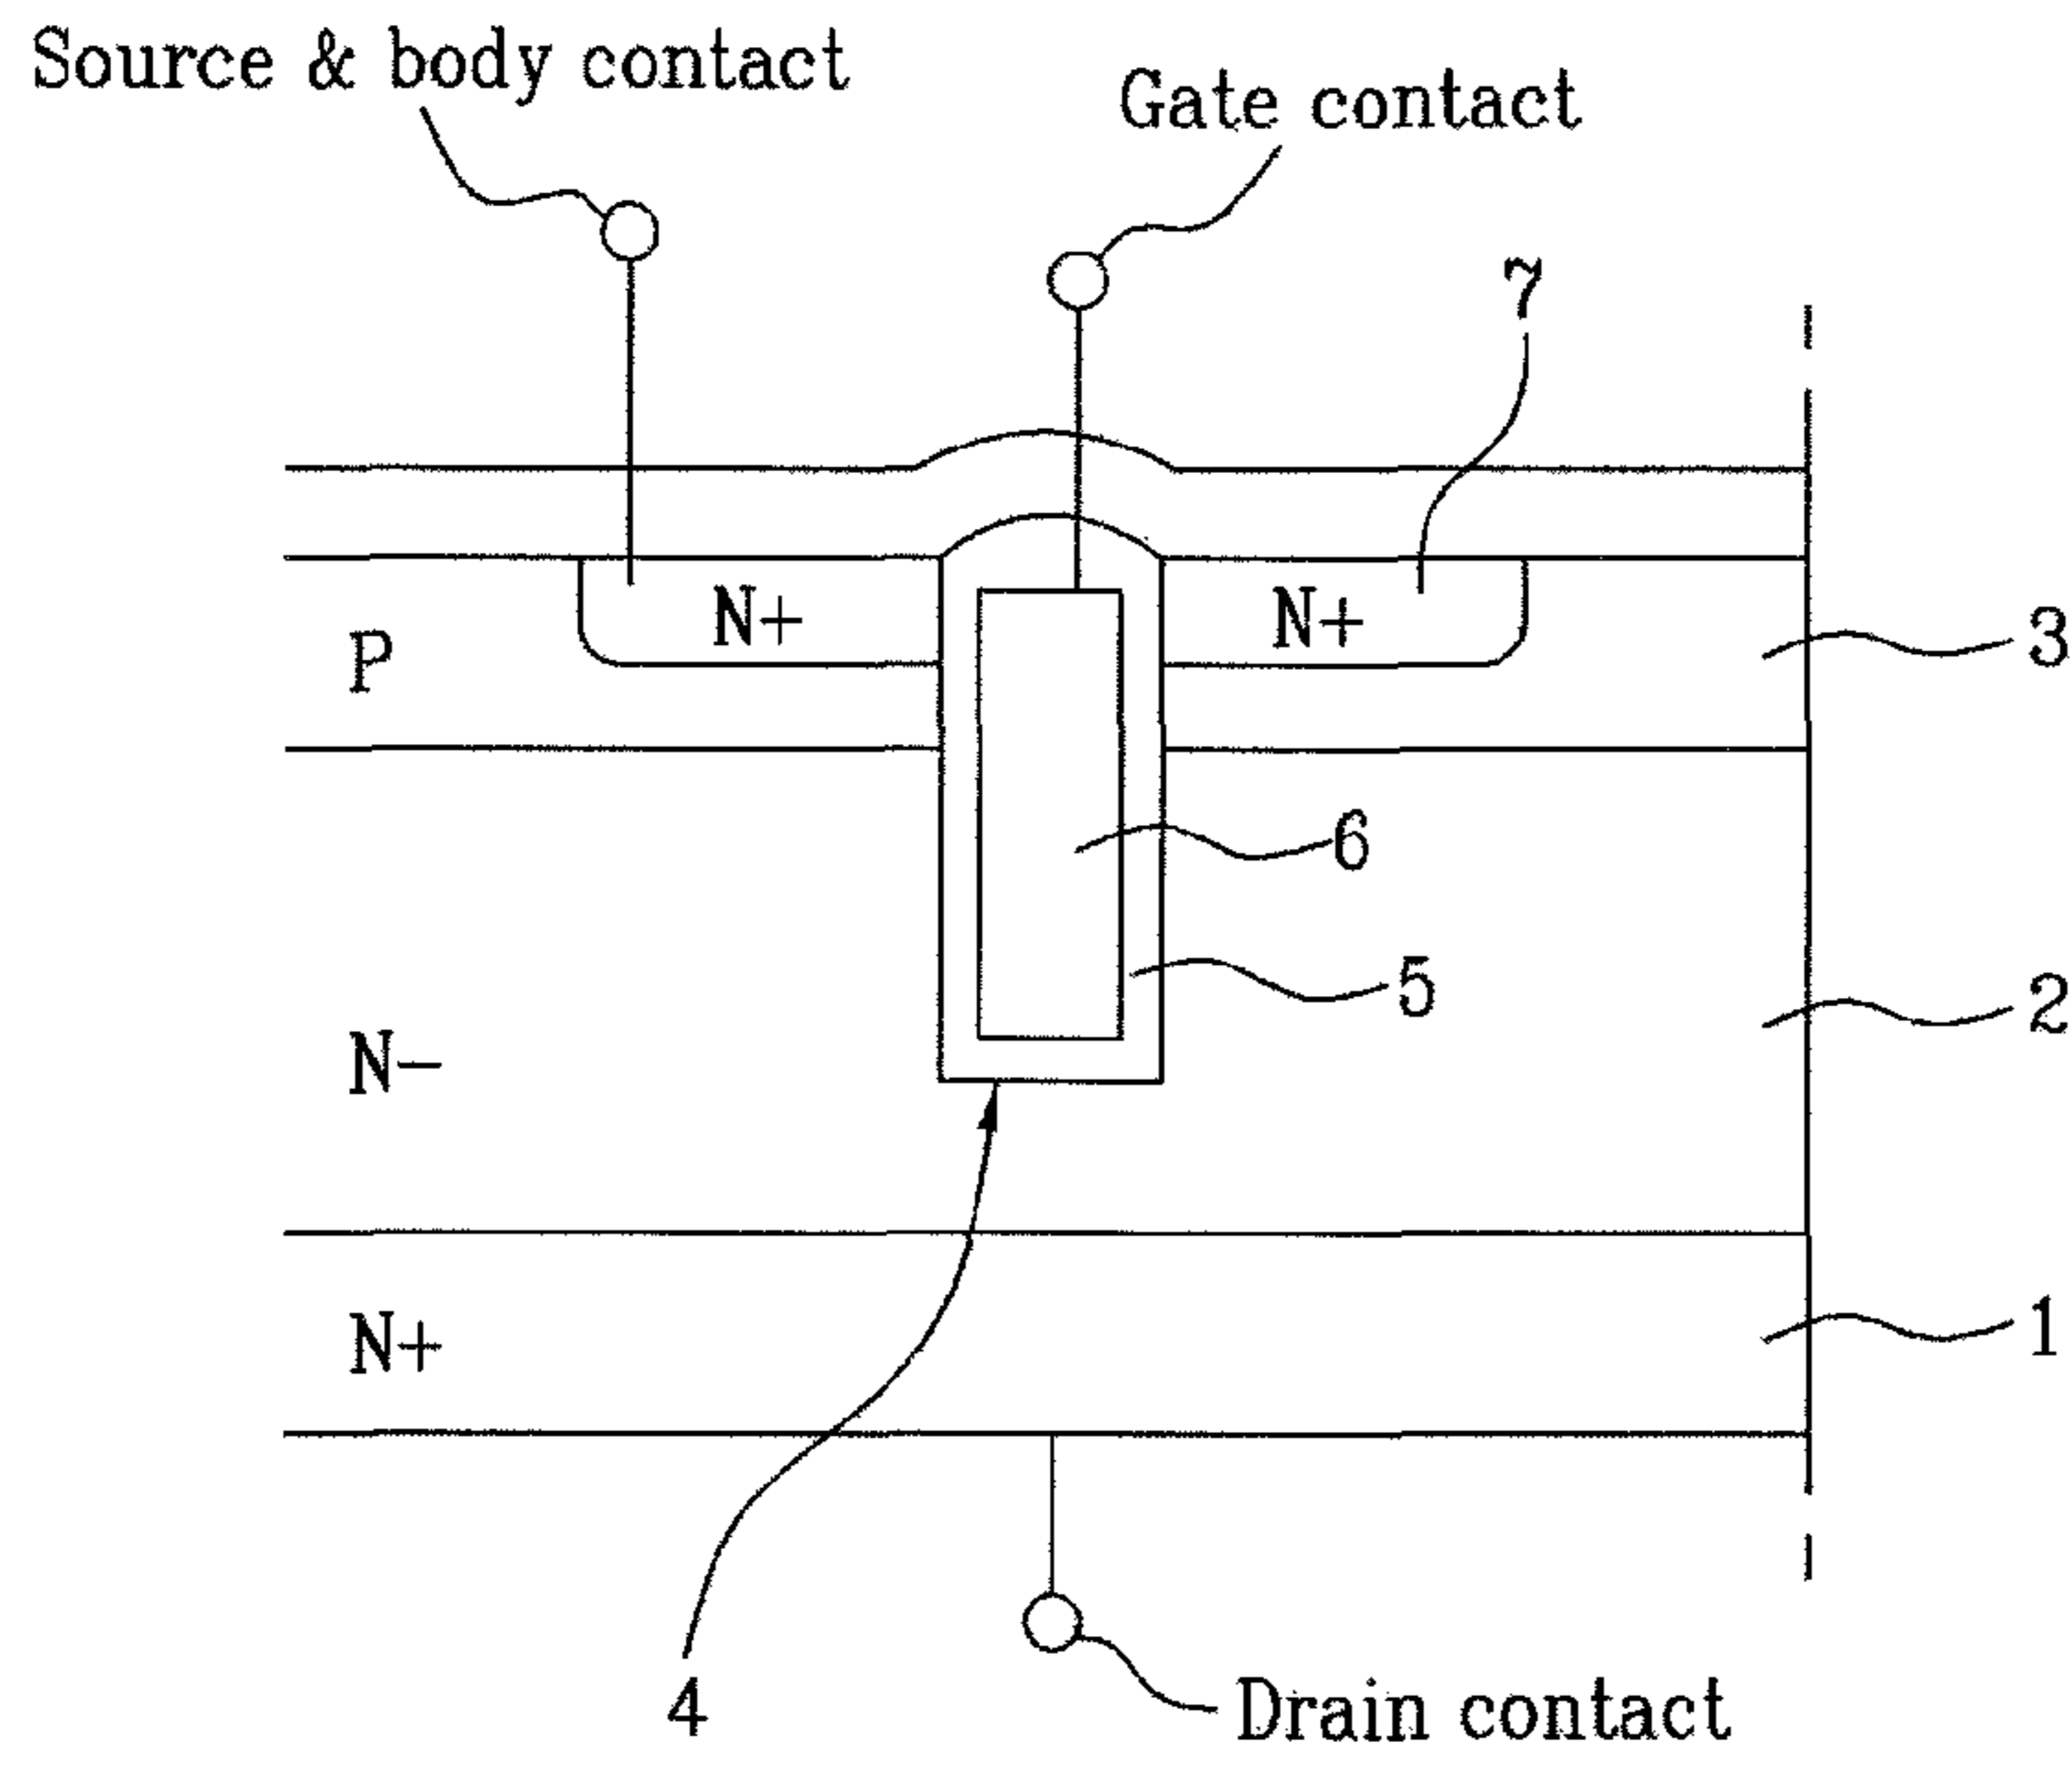 Source & body contact
Gate contact
7
N+
N+
P
3
6
5
2
N-
N+
1
4
Drain contact